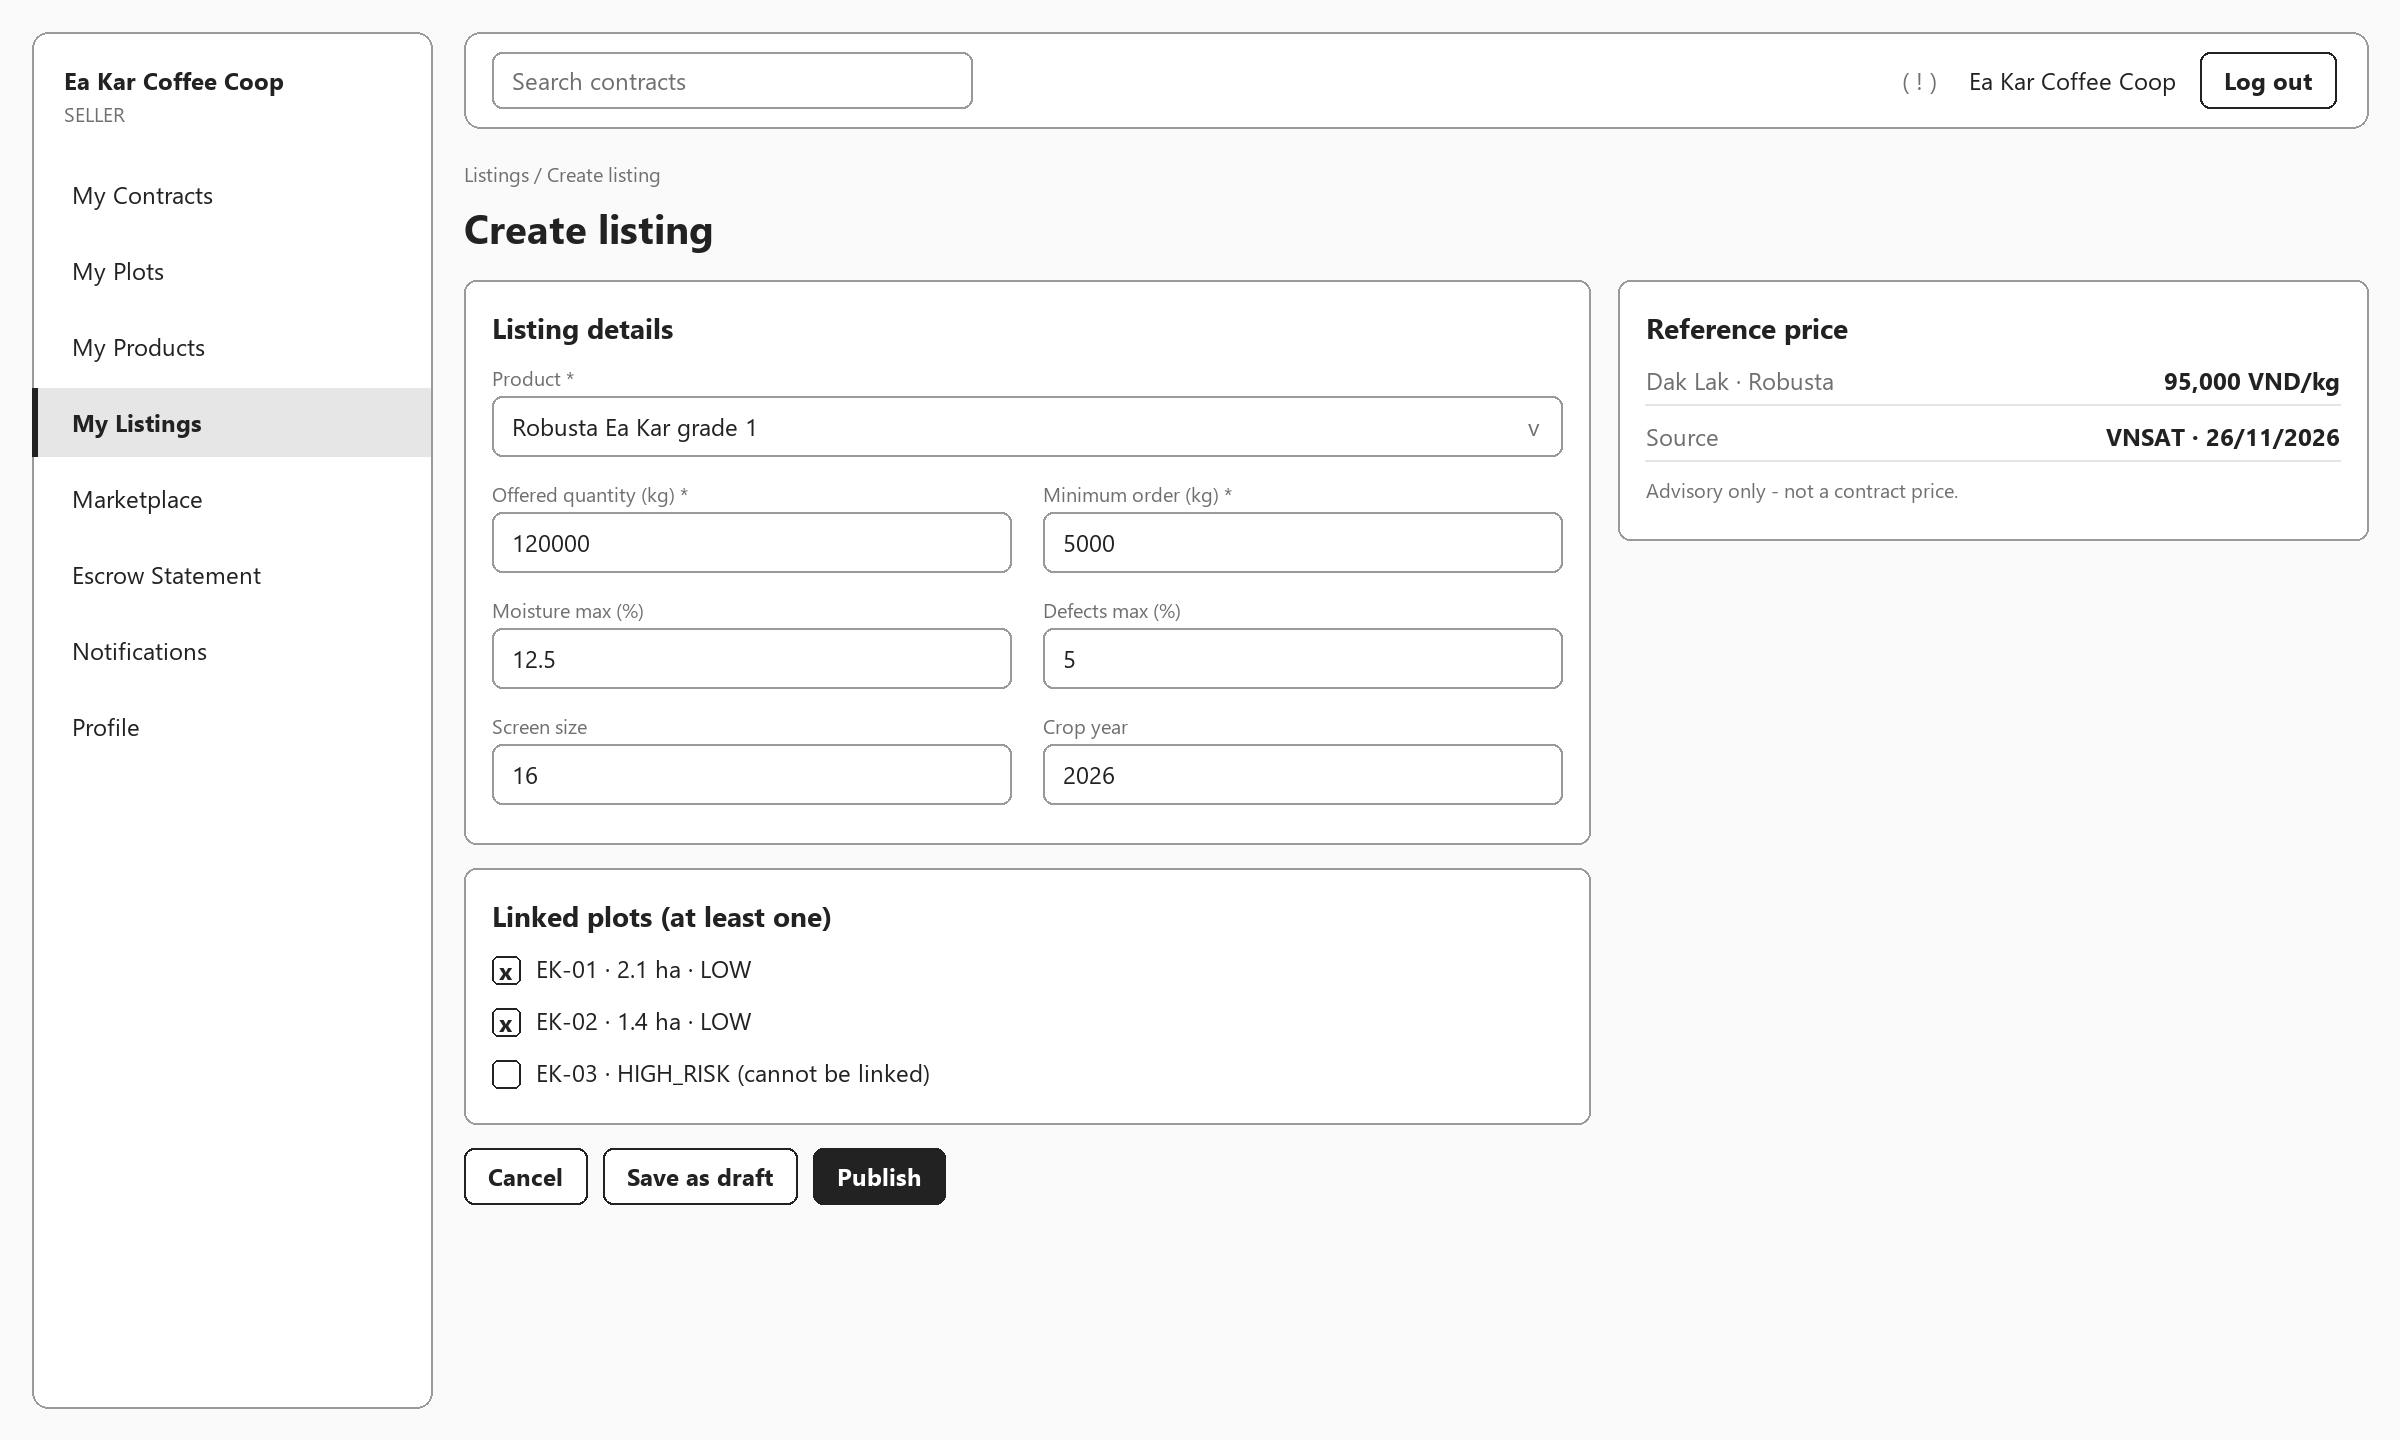 Ea Kar Coffee Coop
SELLER
My Contracts
My Plots
My Products
My Listings
Marketplace
Escrow Statement
Notifications
Profile
Search contracts
( ! )
Ea Kar Coffee Coop
Log out
Listings / Create listing
Create listing
Listing details
Product *
Robusta Ea Kar grade 1
v
Offered quantity (kg) *
Minimum order (kg) *
120000
5000
Moisture max (%)
Defects max (%)
12.5
5
Screen size
Crop year
16
2026
Linked plots (at least one)
x EK-01 · 2.1 ha · LOW
x EK-02 · 1.4 ha · LOW
EK-03 · HIGH_RISK (cannot be linked)
Cancel
Save as draft
Publish
Reference price
Dak Lak · Robusta 95,000 VND/kg
Source VNSAT · 26/11/2026
Advisory only - not a contract price.